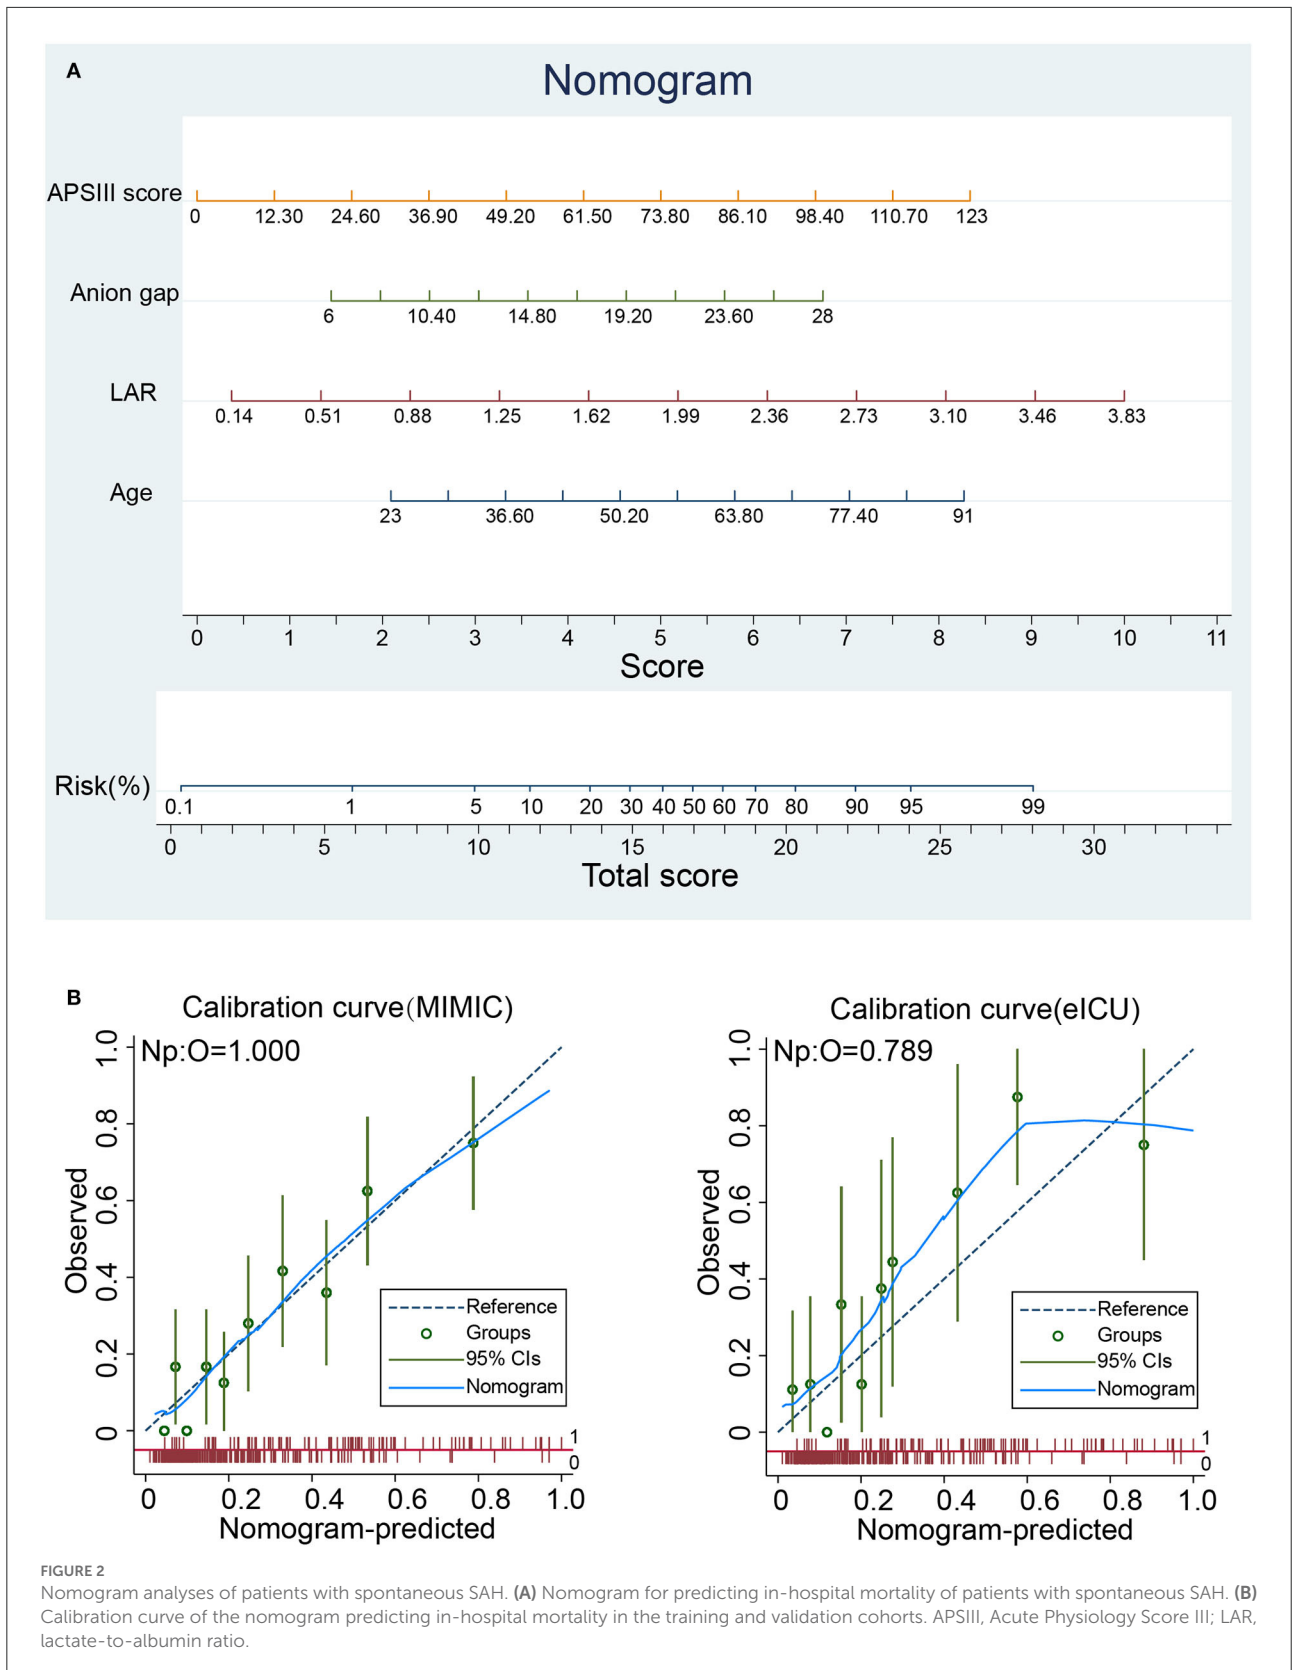 A
Nomogram
APSIII score
0 12.30 24.60 36.90 49.20 61.50 73.80 86.10 98.40 110.70 123
Anion gap
6 10.40 14.80 19.20 23.60 28
LAR
0.14 0.51 0.88 1.25 1.62 1.99 2.36 2.73 3.10 3.46 3.83
Age
23 36.60 50.20 63.80 77.40 91
0 1 2 3 4 5 6 7 8 9 10 11
Score
Risk(%)
0.1 1 5 10 20 30 40 50 60 70 80 90 95 99
0 5 10 15 20 25 30
Total score
B
Calibration curve(MIMIC)
Np:O=1.000
Observed
1.0
0.8
0.6
0.4
0.2
0
Reference
Groups
95% CIs
Nomogram
1
0
0 0.2 0.4 0.6 0.8 1.0
Nomogram-predicted
Calibration curve(eICU)
Np:O=0.789
Observed
1.0
0.8
0.6
0.4
0.2
0
Reference
Groups
95% CIs
Nomogram
1
0
0 0.2 0.4 0.6 0.8 1.0
Nomogram-predicted
FIGURE 2
Nomogram analyses of patients with spontaneous SAH. (A) Nomogram for predicting in-hospital mortality of patients with spontaneous SAH. (B)
Calibration curve of the nomogram predicting in-hospital mortality in the training and validation cohorts. APSIII, Acute Physiology Score III; LAR,
lactate-to-albumin ratio.